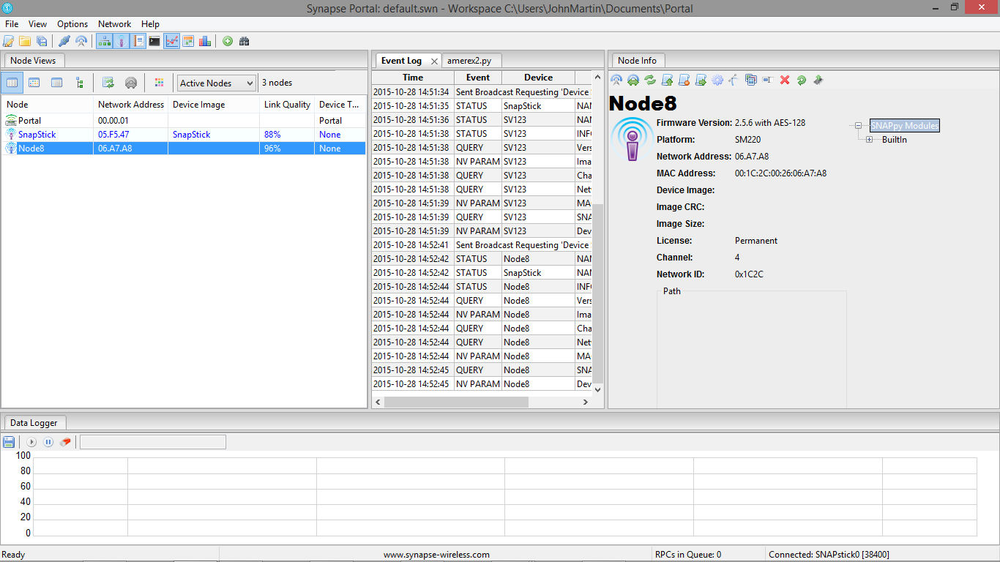 Synapse Portal: default.swn - Workspace C:\Users\JohnMartin\Documents\Portal
File View Options Network Help
Node Views
Active Nodes 3 nodes
Node Network Address Device Image Link Quality Device T...
Portal 00.00.01 Portal
SnapStick 05.F5.47 SnapStick 88% None
Node8 06.A7.A8 96% None
Event Log amerex2.py
Time Event Device
2015-10-28 14:51:34 Sent Broadcast Requesting 'Device
2015-10-28 14:51:35 STATUS SnapStick NAM
2015-10-28 14:51:36 STATUS SV123 NAM
2015-10-28 14:51:38 STATUS SV123 INFO
2015-10-28 14:51:38 QUERY SV123 Vers
2015-10-28 14:51:38 NV PARAM SV123 Ima
2015-10-28 14:51:38 QUERY SV123 Cha
2015-10-28 14:51:38 QUERY SV123 Net
2015-10-28 14:51:39 NV PARAM SV123 MA
2015-10-28 14:51:39 QUERY SV123 SNA
2015-10-28 14:51:39 NV PARAM SV123 Dev
2015-10-28 14:52:41 Sent Broadcast Requesting 'Device
2015-10-28 14:52:42 STATUS Node8 NAM
2015-10-28 14:52:42 STATUS SnapStick NAM
2015-10-28 14:52:44 STATUS Node8 INFO
2015-10-28 14:52:44 QUERY Node8 Vers
2015-10-28 14:52:44 NV PARAM Node8 Ima
2015-10-28 14:52:44 QUERY Node8 Cha
2015-10-28 14:52:44 QUERY Node8 Net
2015-10-28 14:52:44 NV PARAM Node8 MA
2015-10-28 14:52:45 QUERY Node8 SNA
2015-10-28 14:52:45 NV PARAM Node8 Dev
Node Info
Node8
Firmware Version: 2.5.6 with AES-128
Platform: SM220
Network Address: 06.A7.A8
MAC Address: 00:1C:2C:00:26:06:A7:A8
Device Image:
Image CRC:
Image Size:
License: Permanent
Channel: 4
Network ID: 0x1C2C
Path
SNAPpy Modules
BuiltIn
Data Logger
100
80
60
40
20
0
Ready www.synapse-wireless.com RPCs in Queue: 0 Connected: SNAPstick0 [38400]